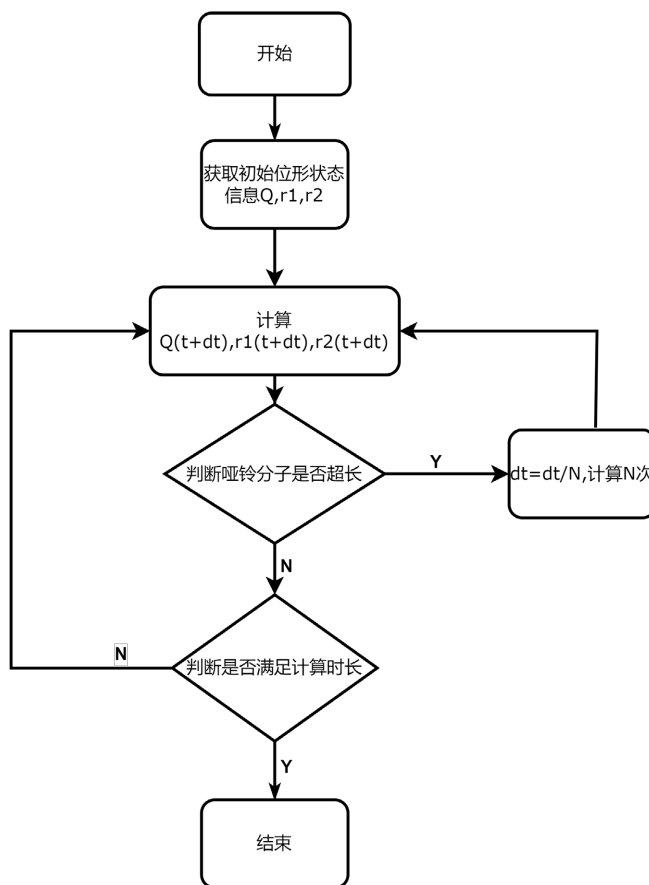 开始
获取初始位形状态
信息Q,r1,r2
计算
Q(t+dt),r1(t+dt),r2(t+dt)
判断哑铃分子是否超长
Y
dt=dt/N,计算N次
N
N
判断是否满足计算时长
Y
结束